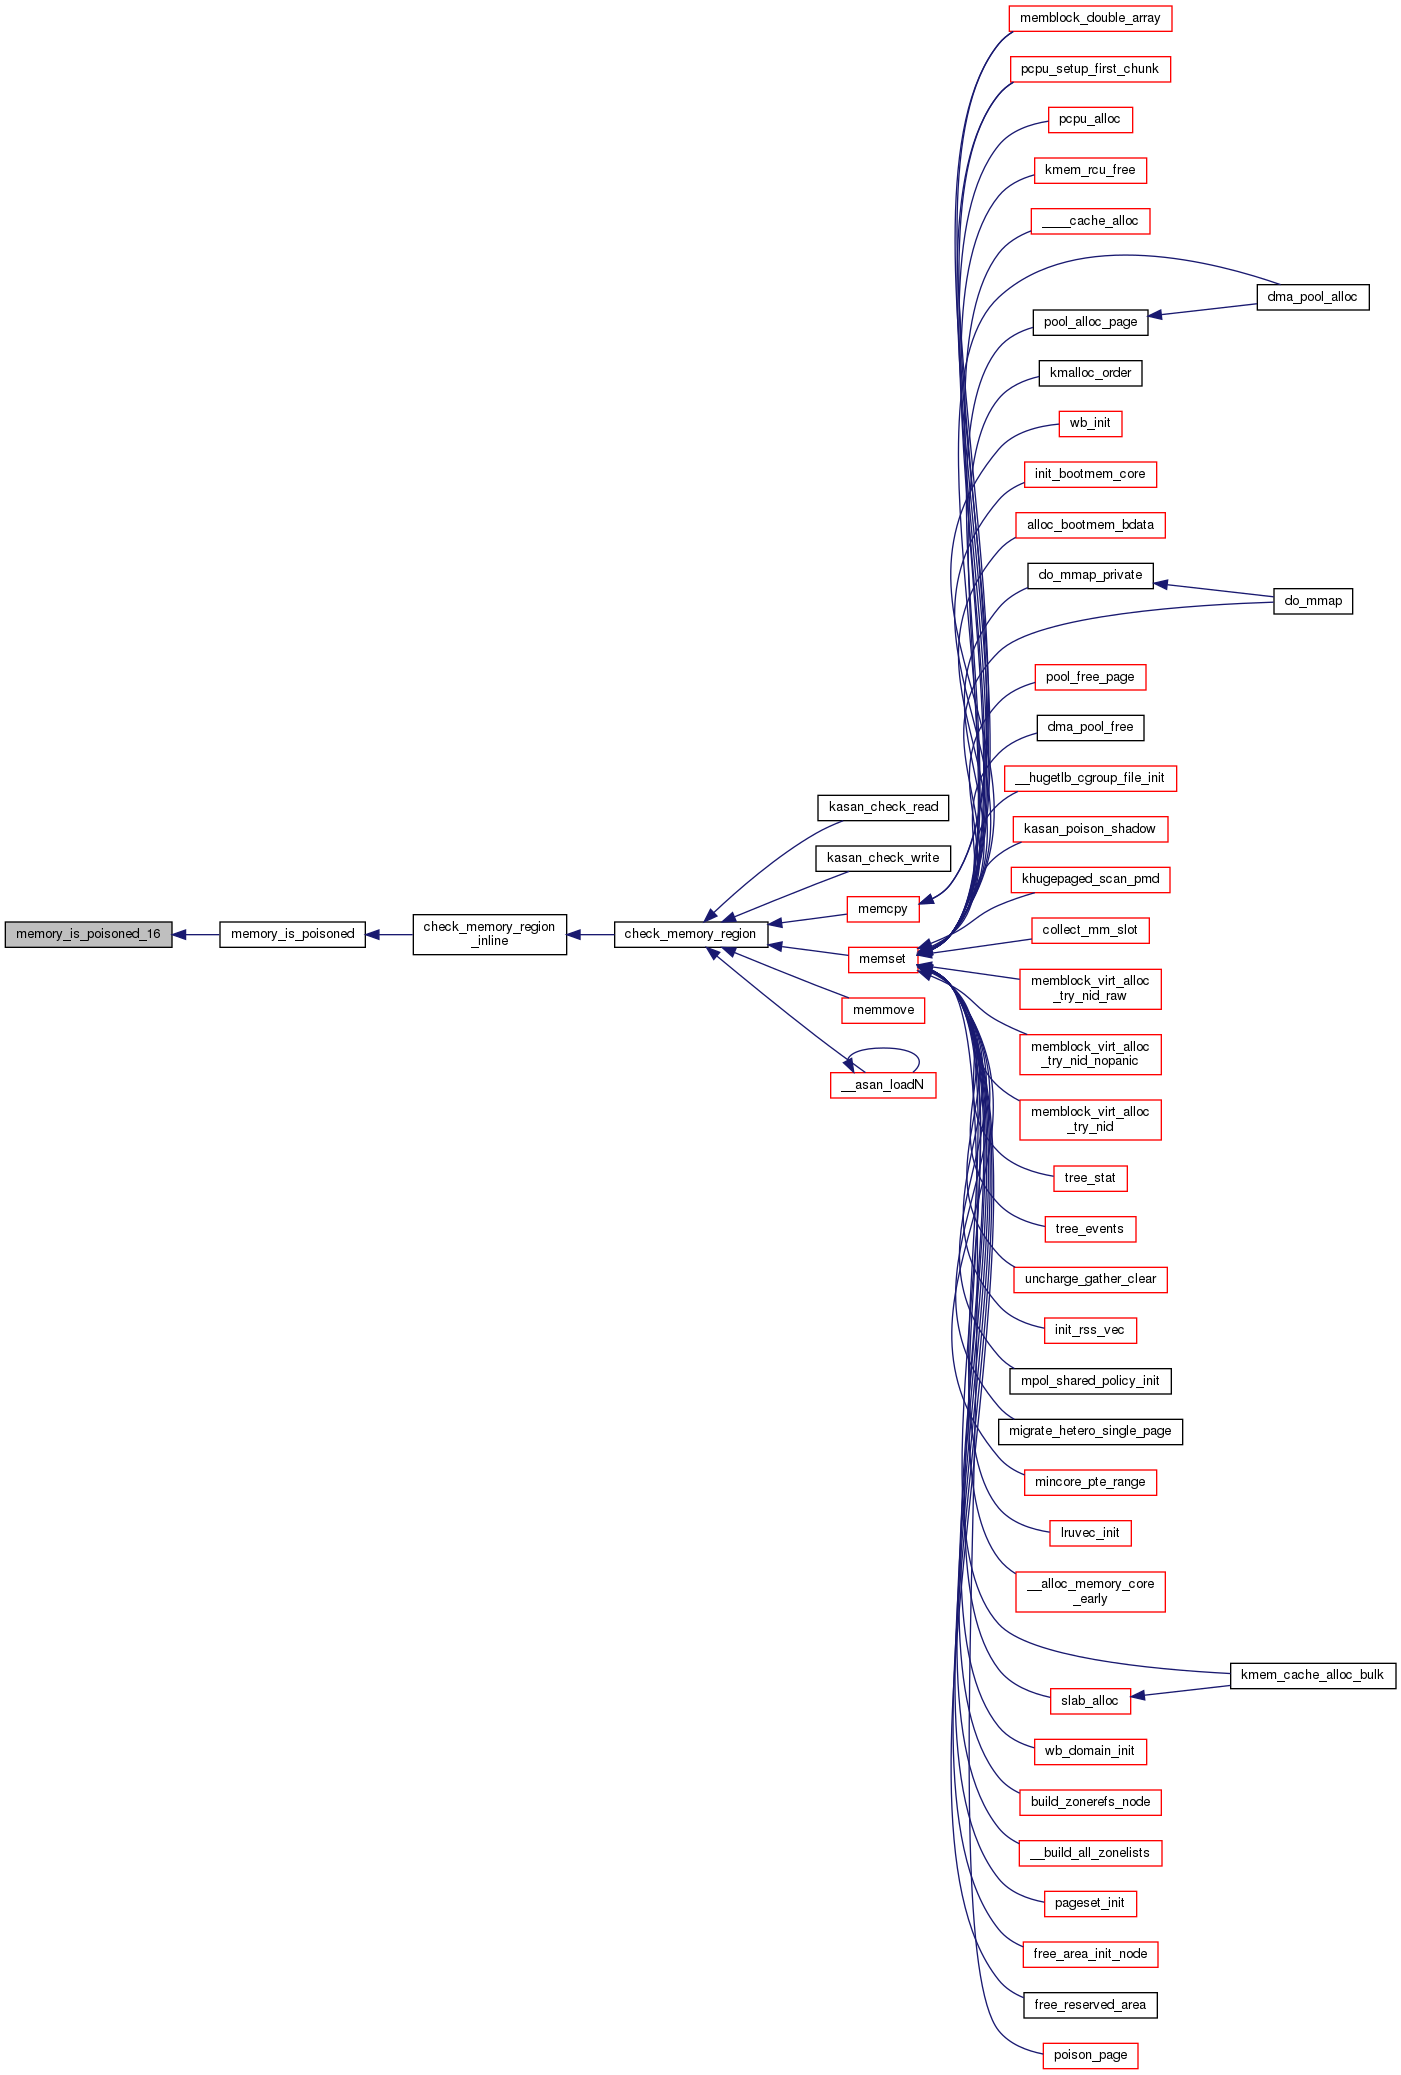 memblock_double_array
pcpu_setup_first_chunk
pcpu_alloc
kmem_rcu_free
____cache_alloc
dma_pool_alloc
pool_alloc_page
kmalloc_order
wb_init
init_bootmem_core
alloc_bootmem_bdata
do_mmap_private
do_mmap
pool_free_page
dma_pool_free
__hugetlb_cgroup_file_init
kasan_check_read
kasan_poison_shadow
kasan_check_write
khugepaged_scan_pmd
memcpy
memory_is_poisoned_16
memory_is_poisoned
check_memory_region
_inline
check_memory_region
collect_mm_slot
memset
memblock_virt_alloc
_try_nid_raw
memmove
memblock_virt_alloc
_try_nid_nopanic
__asan_loadN
memblock_virt_alloc
_try_nid
tree_stat
tree_events
uncharge_gather_clear
init_rss_vec
mpol_shared_policy_init
migrate_hetero_single_page
mincore_pte_range
lruvec_init
__alloc_memory_core
_early
kmem_cache_alloc_bulk
slab_alloc
wb_domain_init
build_zonerefs_node
__build_all_zonelists
pageset_init
free_area_init_node
free_reserved_area
poison_page